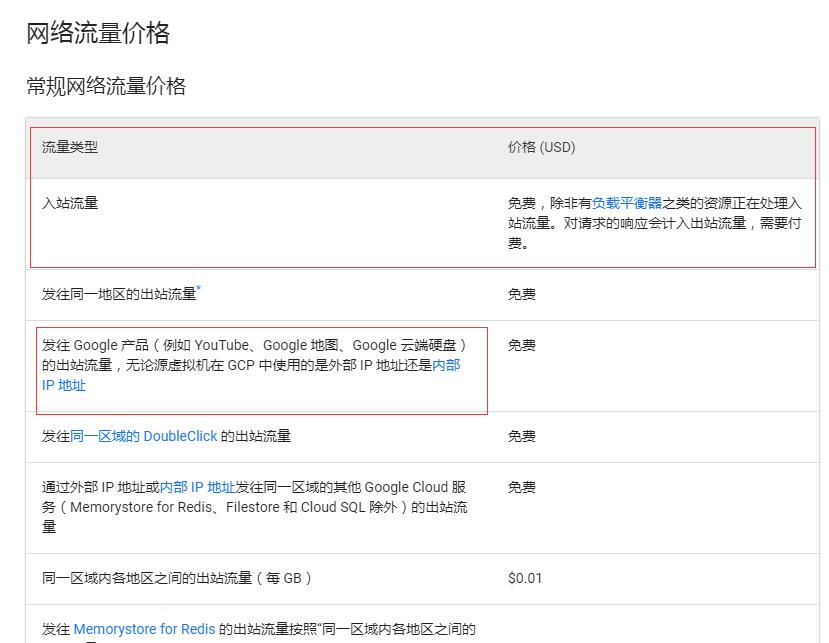 网络流量价格
常规网络流量价格
流量类型
价格 (USD)
入站流量
免费，除非有负载平衡器之类的资源正在处理入
站流量。对请求的响应会计入出站流量，需要付
费。
发往同一地区的出站流量*
免费
发往 Google 产品（例如 YouTube、Google 地图、Google 云端硬盘）
的出站流量，无论源虚拟机在 GCP 中使用的是外部 IP 地址还是内部
IP 地址
免费
发往同一区域的 DoubleClick 的出站流量
免费
通过外部 IP 地址或内部 IP 地址发往同一区域的其他 Google Cloud 服
务（Memorystore for Redis、Filestore 和 Cloud SQL 除外）的出站流
量
免费
同一区域内各地区之间的出站流量（每 GB）
$0.01
发往 Memorystore for Redis 的出站流量按照“同一区域内各地区之间的